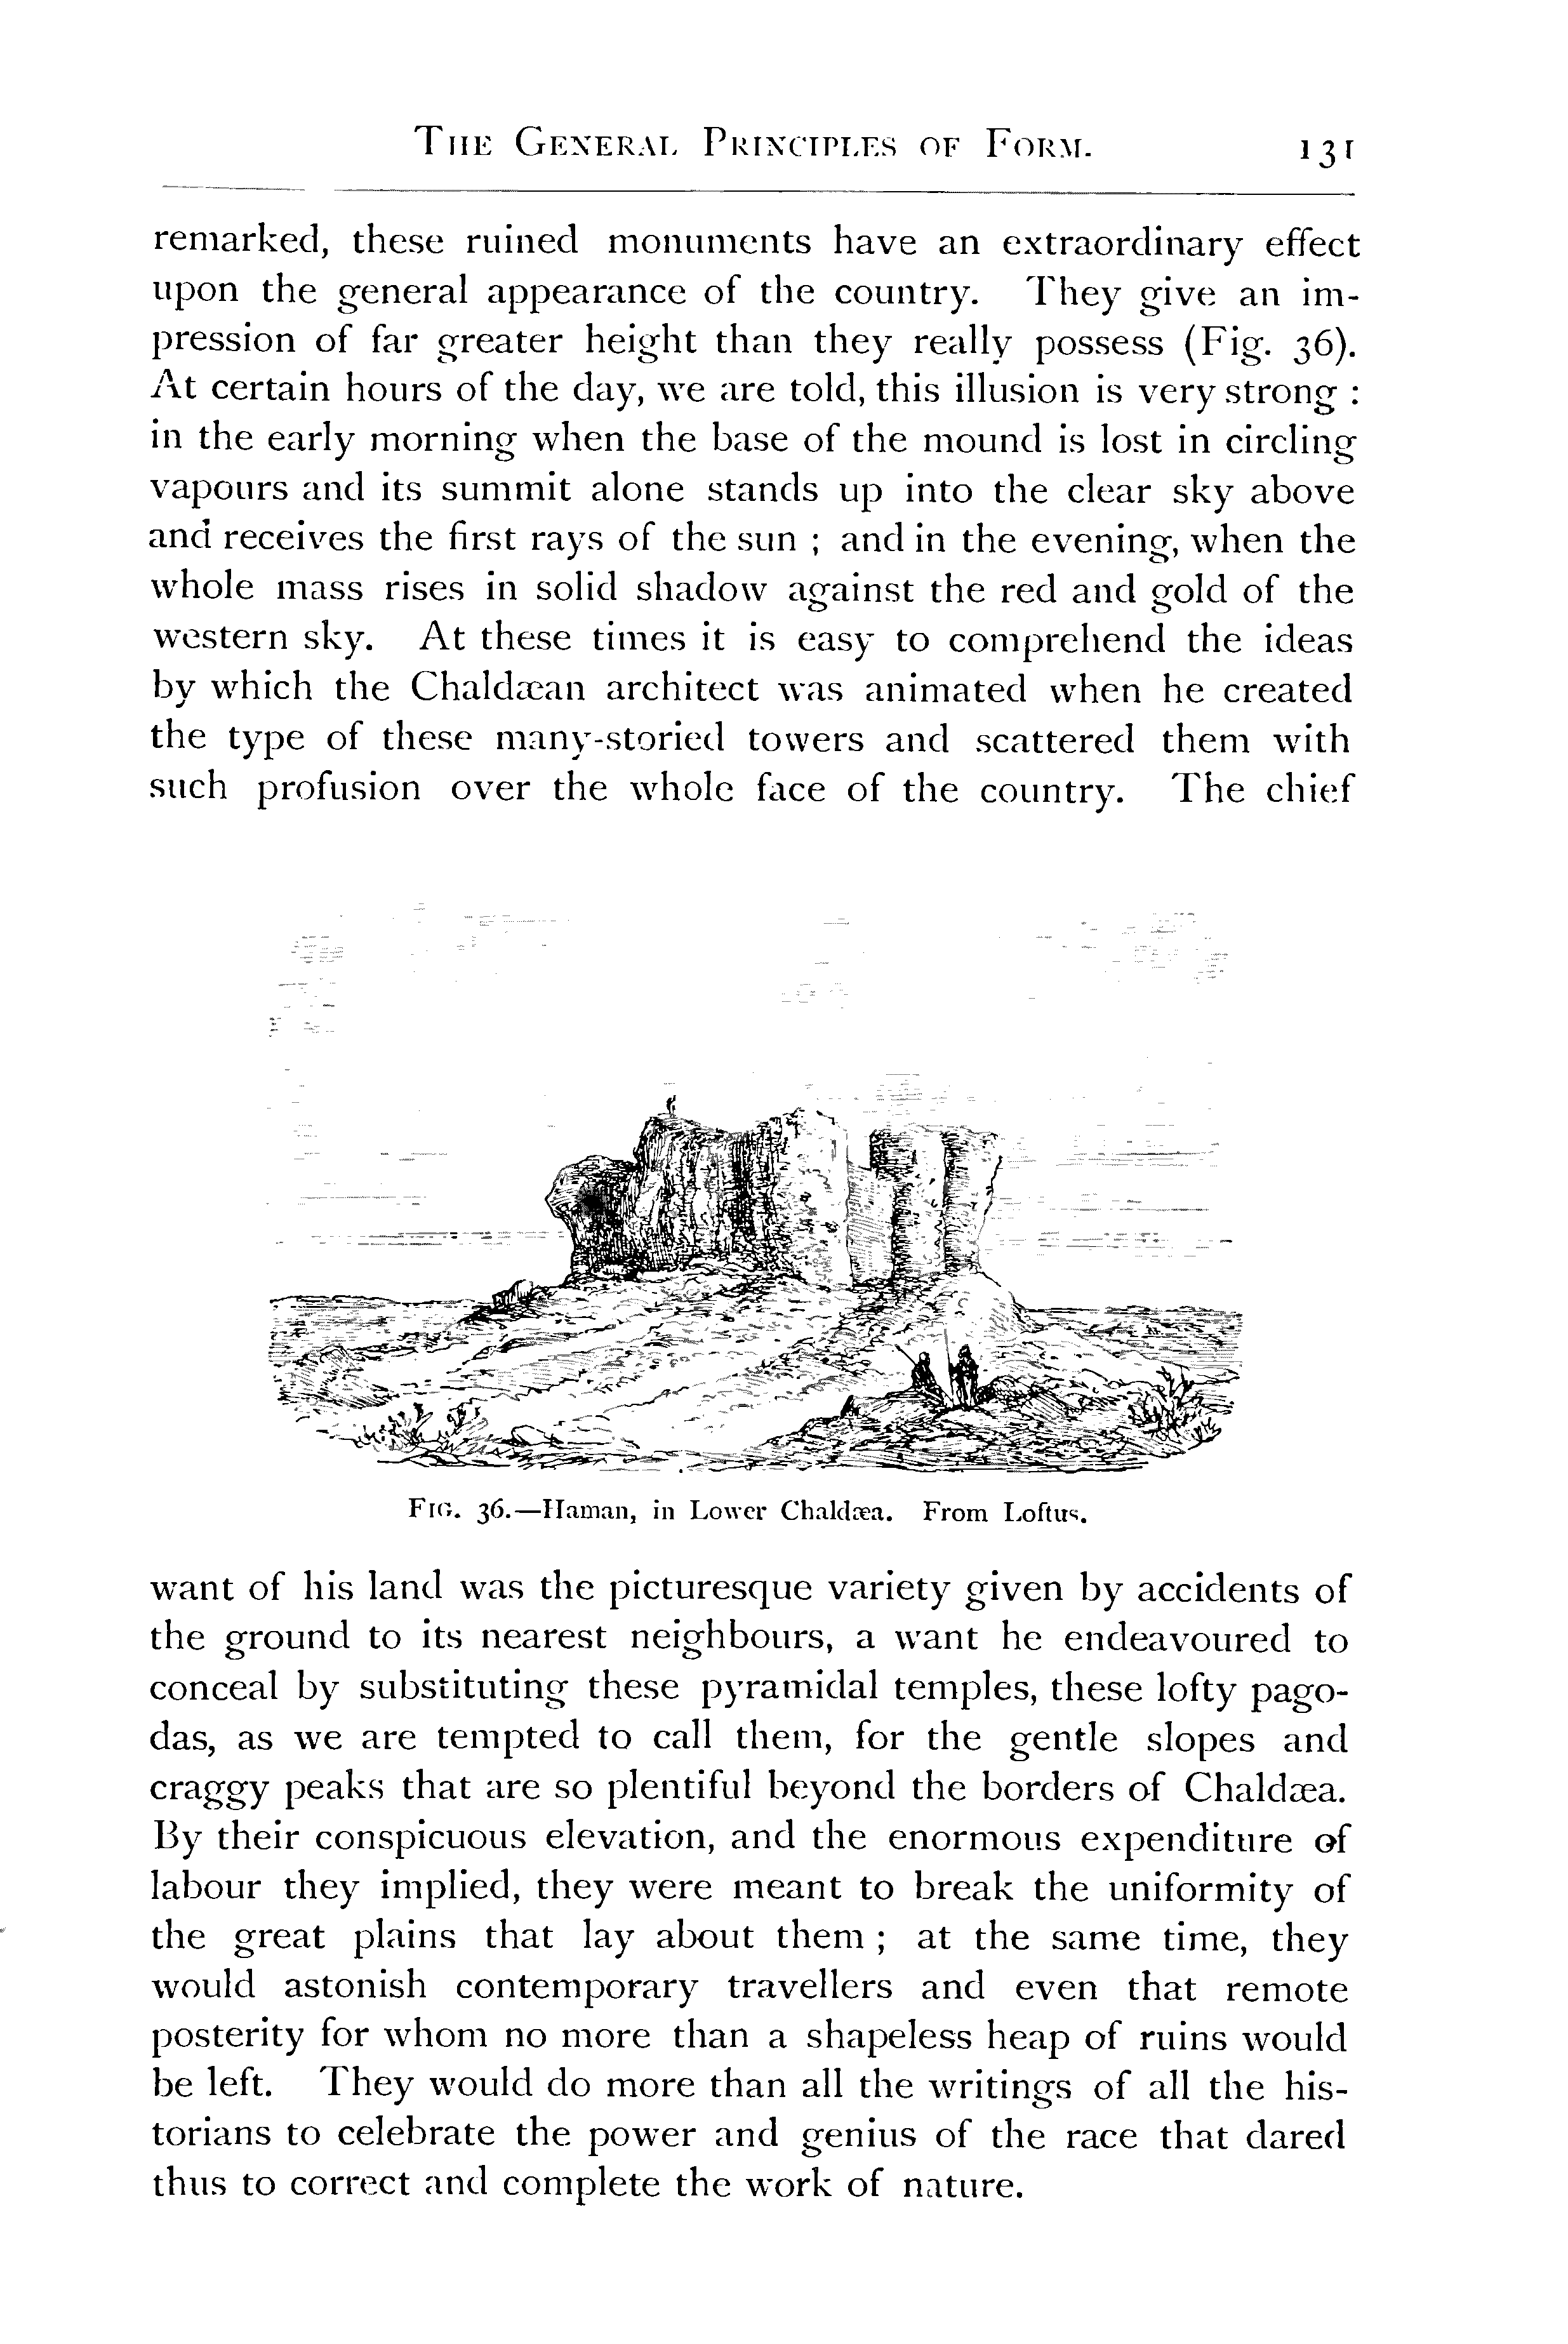 THE GENERAL PRINCIPLES OF FORM. 131
remarked, these ruined monuments have an extraordinary effect
upon the general appearance of the country. They give an im-
pression of far greater height than they really possess (Fig. 36).
At certain hours of the day, we are told, this illusion is very strong :
in the early morning when the base of the mound is lost in circling
vapours and its summit alone stands up into the clear sky above
and receives the first rays of the sun ; and in the evening, when the
whole mass rises in solid shadow against the red and gold of the
western sky. At these times it is easy to comprehend the ideas
by which the Chaldæan architect was animated when he created
the type of these many-storied towers and scattered them with
such profusion over the whole face of the country. The chief
FIG. 36.—Haman, in Lower Chaldæa. From Loftus.
want of his land was the picturesque variety given by accidents of
the ground to its nearest neighbours, a want he endeavoured to
conceal by substituting these pyramidal temples, these lofty pago-
das, as we are tempted to call them, for the gentle slopes and
craggy peaks that are so plentiful beyond the borders of Chaldæa.
By their conspicuous elevation, and the enormous expenditure of
labour they implied, they were meant to break the uniformity of
the great plains that lay about them ; at the same time, they
would astonish contemporary travellers and even that remote
posterity for whom no more than a shapeless heap of ruins would
be left. They would do more than all the writings of all the his-
torians to celebrate the power and genius of the race that dared
thus to correct and complete the work of nature.